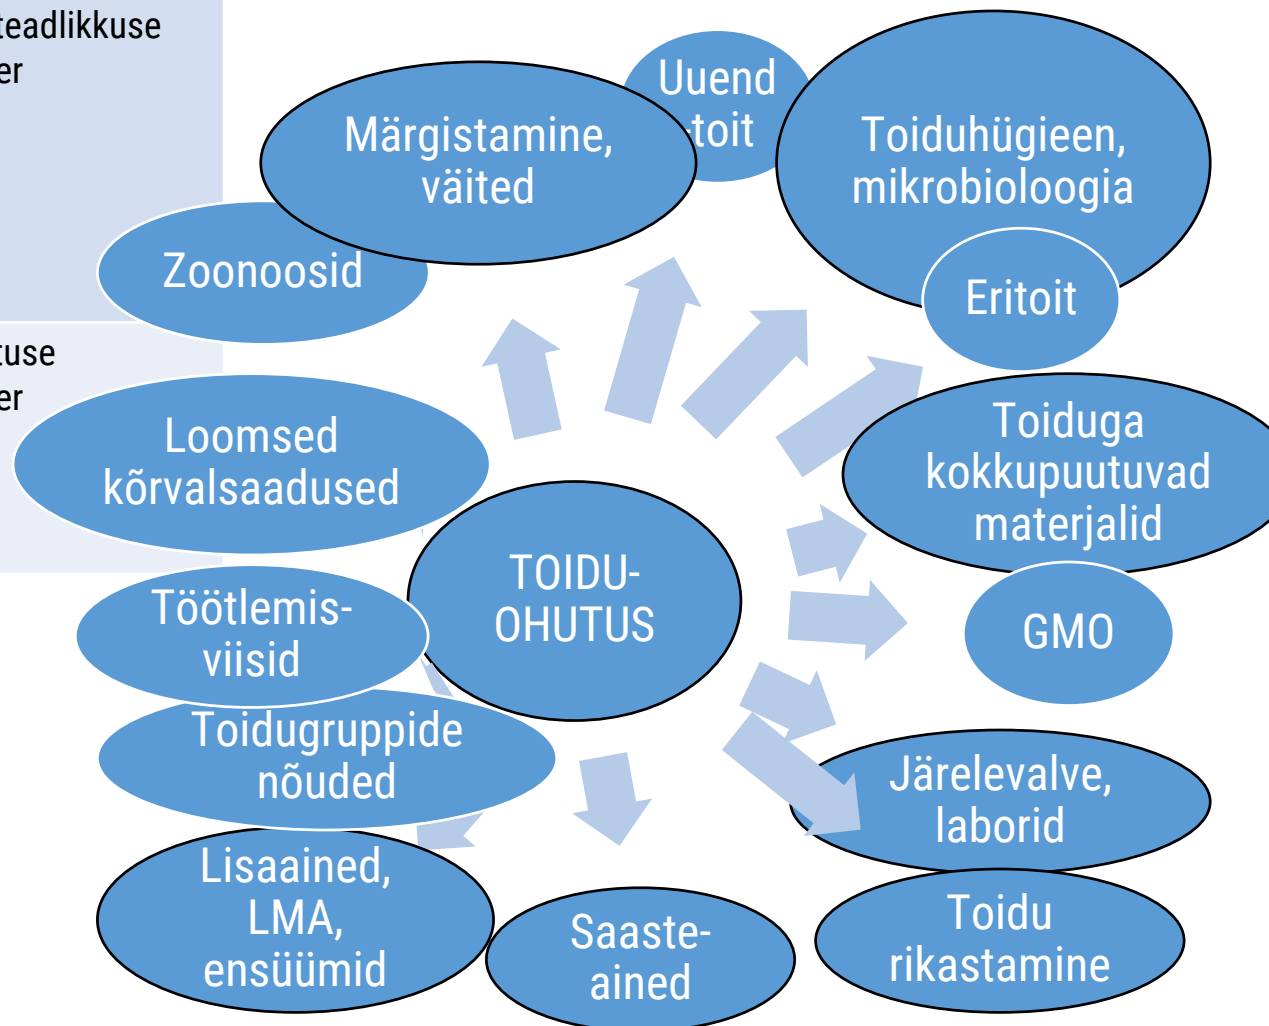 teadlikkuse
er
tuse
er
Uuend
-toit
Märgistamine,
väited
Toiduhügieen,
mikrobioloogia
Zoonoosid
Eritoit
Loomsed
kõrvalsaadused
Toiduga
kokkupuutuvad
materjalid
TOIDU-
OHUTUS
Töötlemis-
viisid
GMO
Toidugruppide
nõuded
Järelevalve,
laborid
Lisaained,
LMA,
ensüümid
Saaste-
ained
Toidu
rikastamine